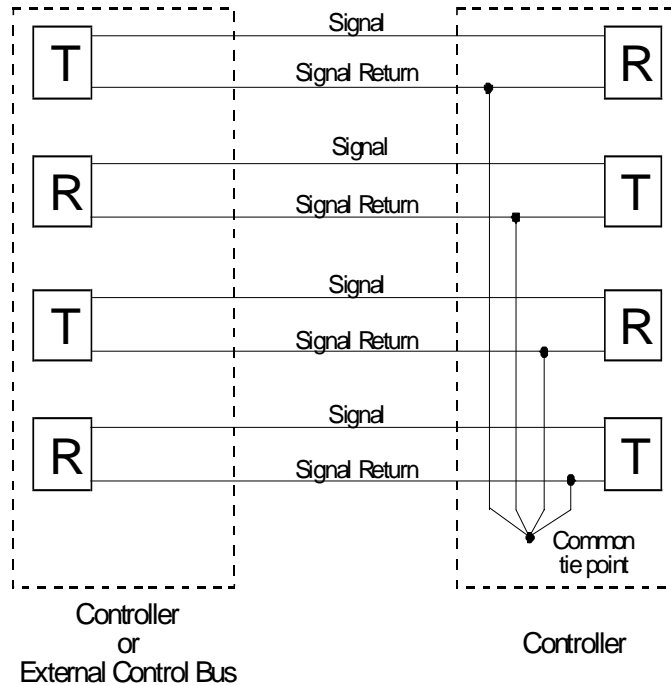 Signal
T
R
Signal Return
Signal
R
T
Signal Return
Signal
T
R
Signal Return
Signal
R
T
Signal Return
Common
tie point
Controller
or
External Control Bus
Controller